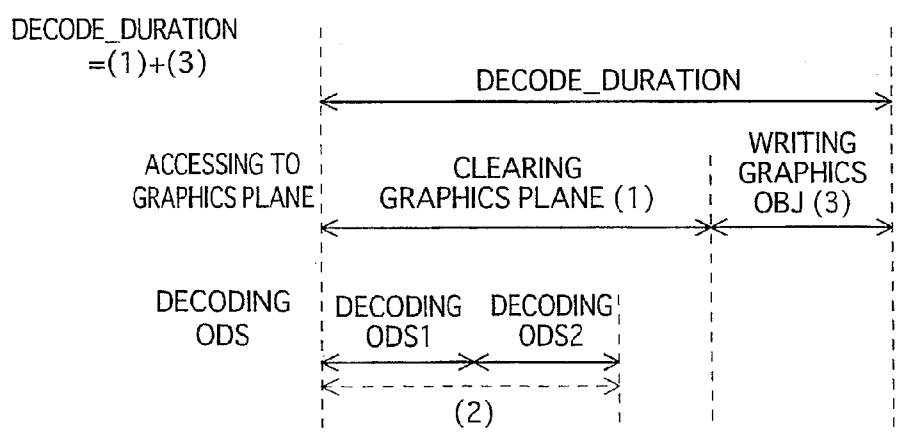 DECODE_DURATION
=(1)+(3)
DECODE_DURATION
ACCESSING TO
GRAPHICS PLANE
CLEARING
GRAPHICS PLANE (1)
WRITING
GRAPHICS
OBJ (3)
DECODING
ODS
DECODING
ODS1
DECODING
ODS2
(2)